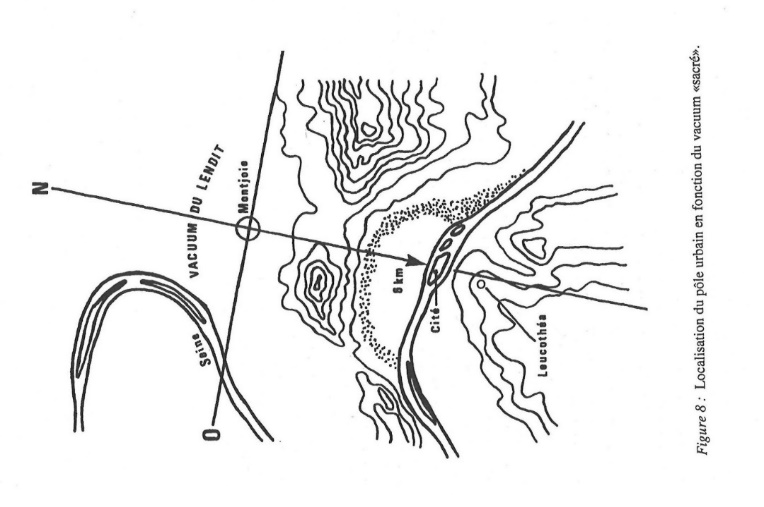 N
VACUUM DU LENDIT
Montjoie
Seine
O
6 km
Cité
Leucothéa
Figure 8 : Localisation du pôle urbain en fonction du vacuum «sacré».